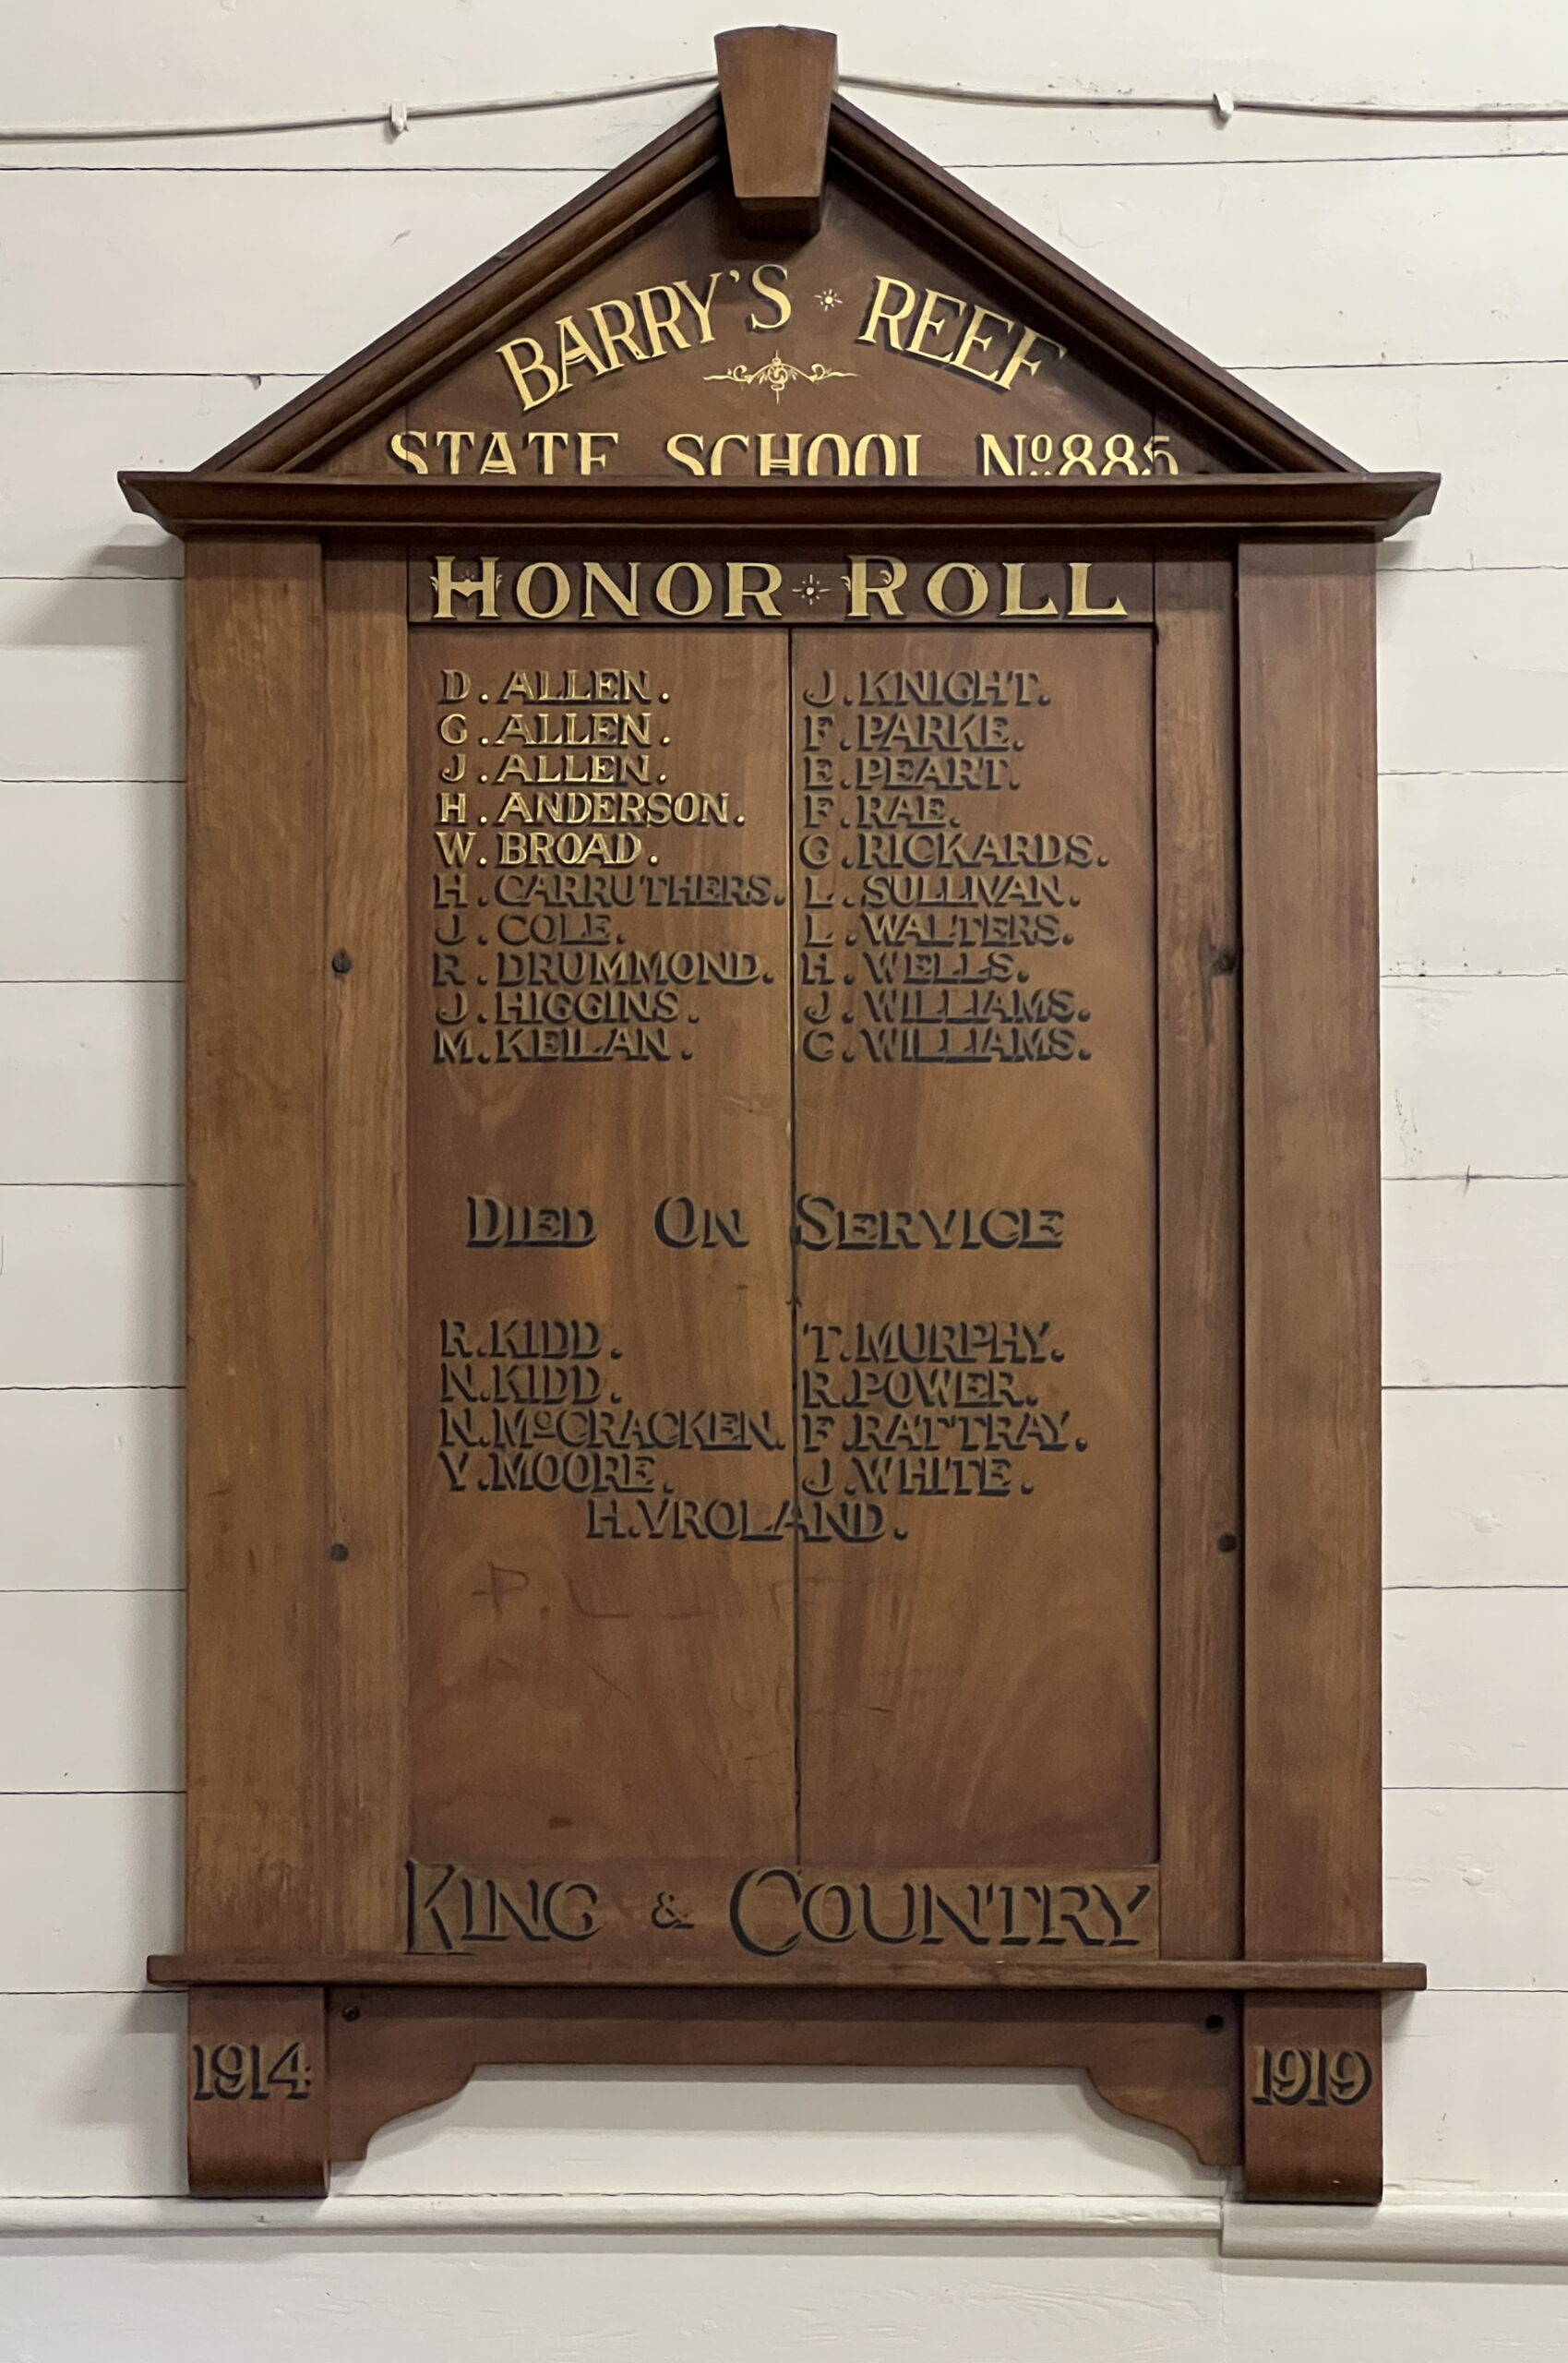 BARRY'S REEF
STATE SCHOOL No 885.
HONOR ROLL
D. ALLEN.
G. ALLEN.
J. ALLEN.
H. ANDERSON.
W. BROAD.
H. CARRUTHERS.
J. COLE.
R. DRUMMOND.
J. HIGGINS.
M. KEILAN.
J. KNIGHT.
F. PARKE.
E. PEART.
F. RAE.
G. RICKARDS.
L. SULLIVAN.
L. WALTERS.
H. WELLS.
J. WILLIAMS.
C. WILLIAMS.
DIED ON SERVICE
R. KIDD.
N. KIDD.
N. McCRACKEN.
V. MOORE.
T. MURPHY.
R. POWER.
F. RATTRAY.
J. WHITE.
H. VROLAND.
KING & COUNTRY
1914
1919